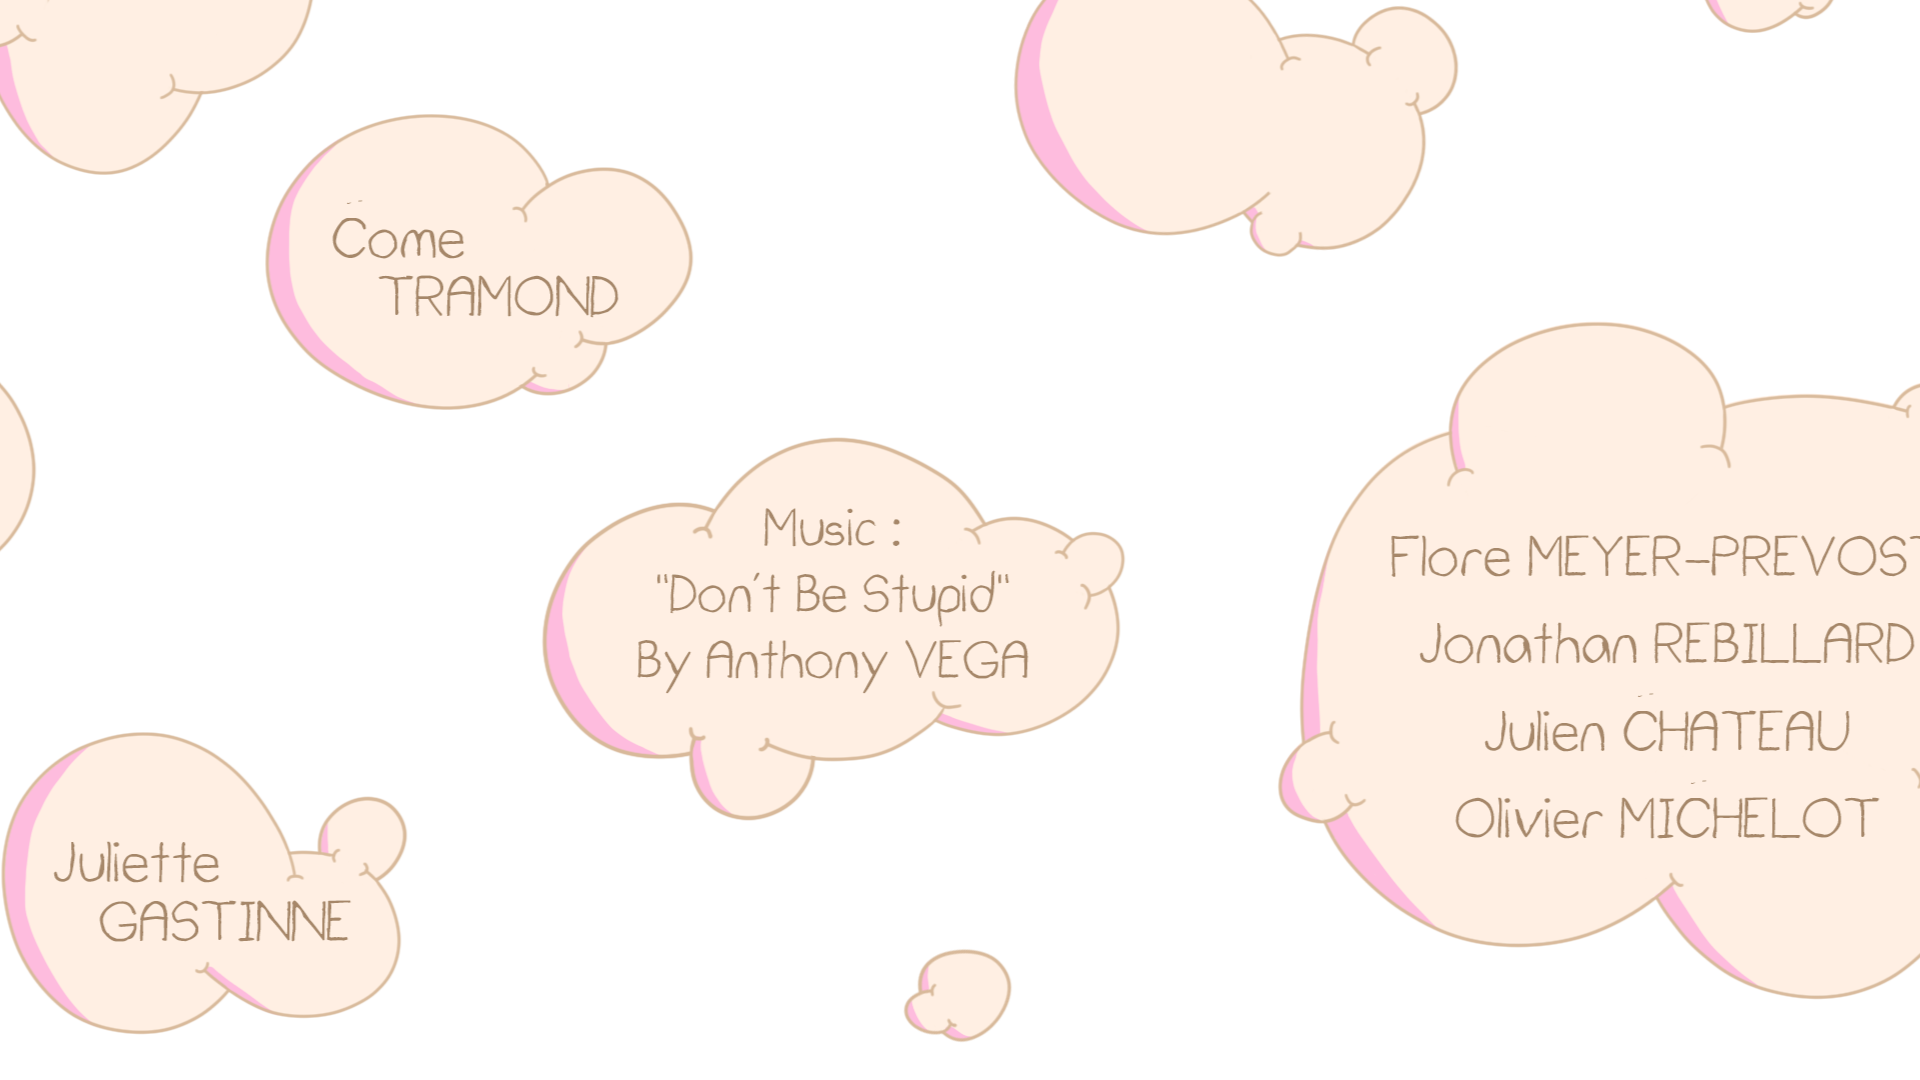 Come
TRAMOND
Music :
"Don't Be Stupid"
By Anthony VEGA
Juliette
GASTINNE
Flore MEYER-PREVOST
Jonathan REBILLARD
Julien CHATEAU
Olivier MICHELOT